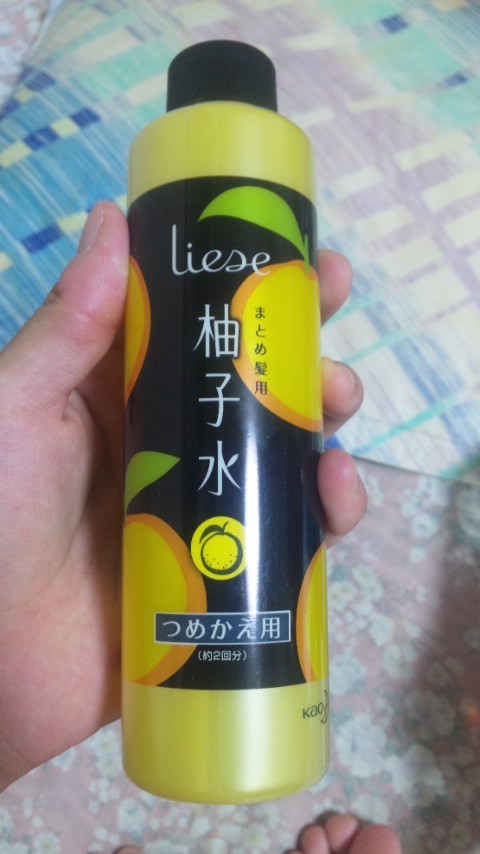 liese
まとめ髪用
柚子水
つめかえ用
(約2回分)
Kao